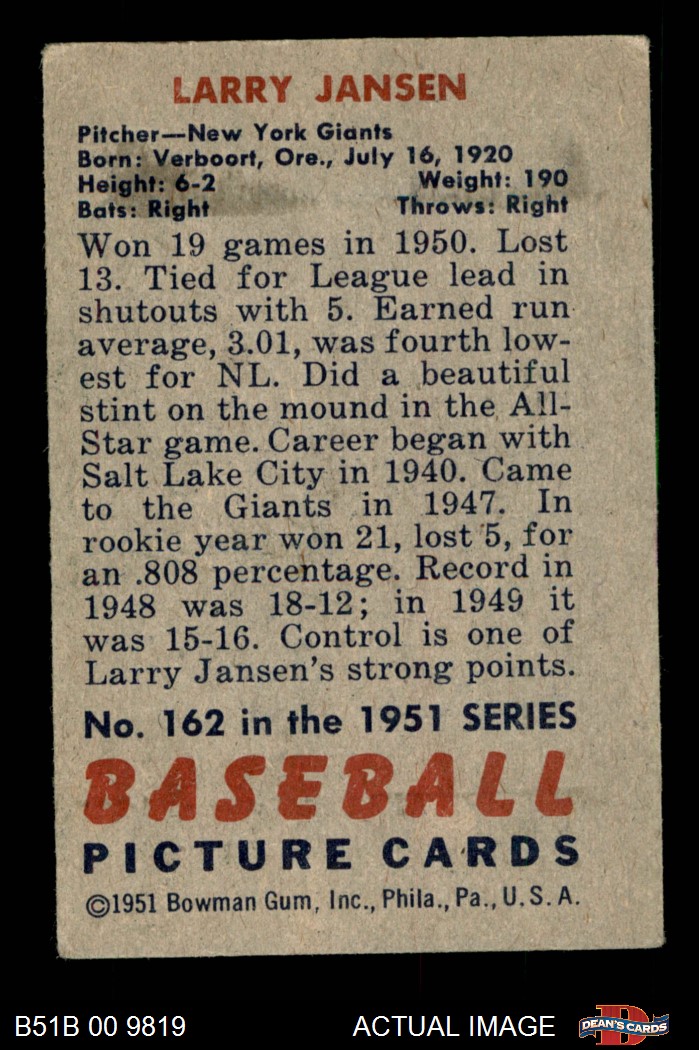 LARRY JANSEN
Pitcher—New York Giants
Born: Verboort, Ore., July 16, 1920
Height: 6-2 Weight: 190
Bats: Right Throws: Right
Won 19 games in 1950. Lost
13. Tied for League lead in
shutouts with 5. Earned run
average, 3.01, was fourth low-
est for NL. Did a beautiful
stint on the mound in the All-
Star game. Career began with
Salt Lake City in 1940. Came
to the Giants in 1947. In
rookie year won 21, lost 5, for
an .808 percentage. Record in
1948 was 18-12; in 1949 it
was 15-16. Control is one of
Larry Jansen's strong points.
No. 162 in the 1951 SERIES
BASEBALL
PICTURE CARDS
©1951 Bowman Gum, Inc., Phila., Pa., U.S.A.
B51B 00 9819 ACTUAL IMAGE
D
DEAN'S CARDS